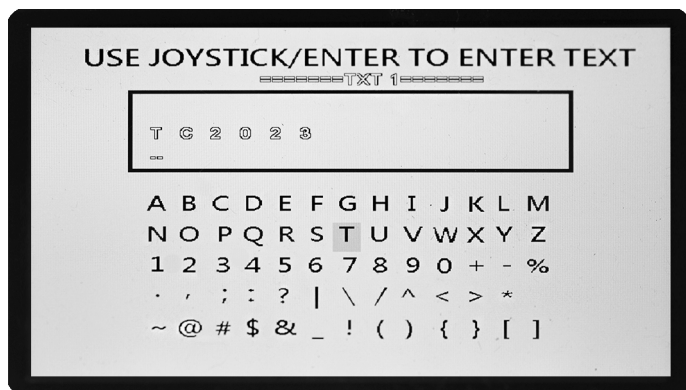 USE JOYSTICK/ENTER TO ENTER TEXT
=======TXT 1=======
T C 2 0 2 3
_
A B C D E F G H I J K L M
N O P Q R S T U V W X Y Z
1 2 3 4 5 6 7 8 9 0 + - %
. , ; : ? | \ / ^ < > *
~ @ # $ & _ ! ( ) { } [ ]